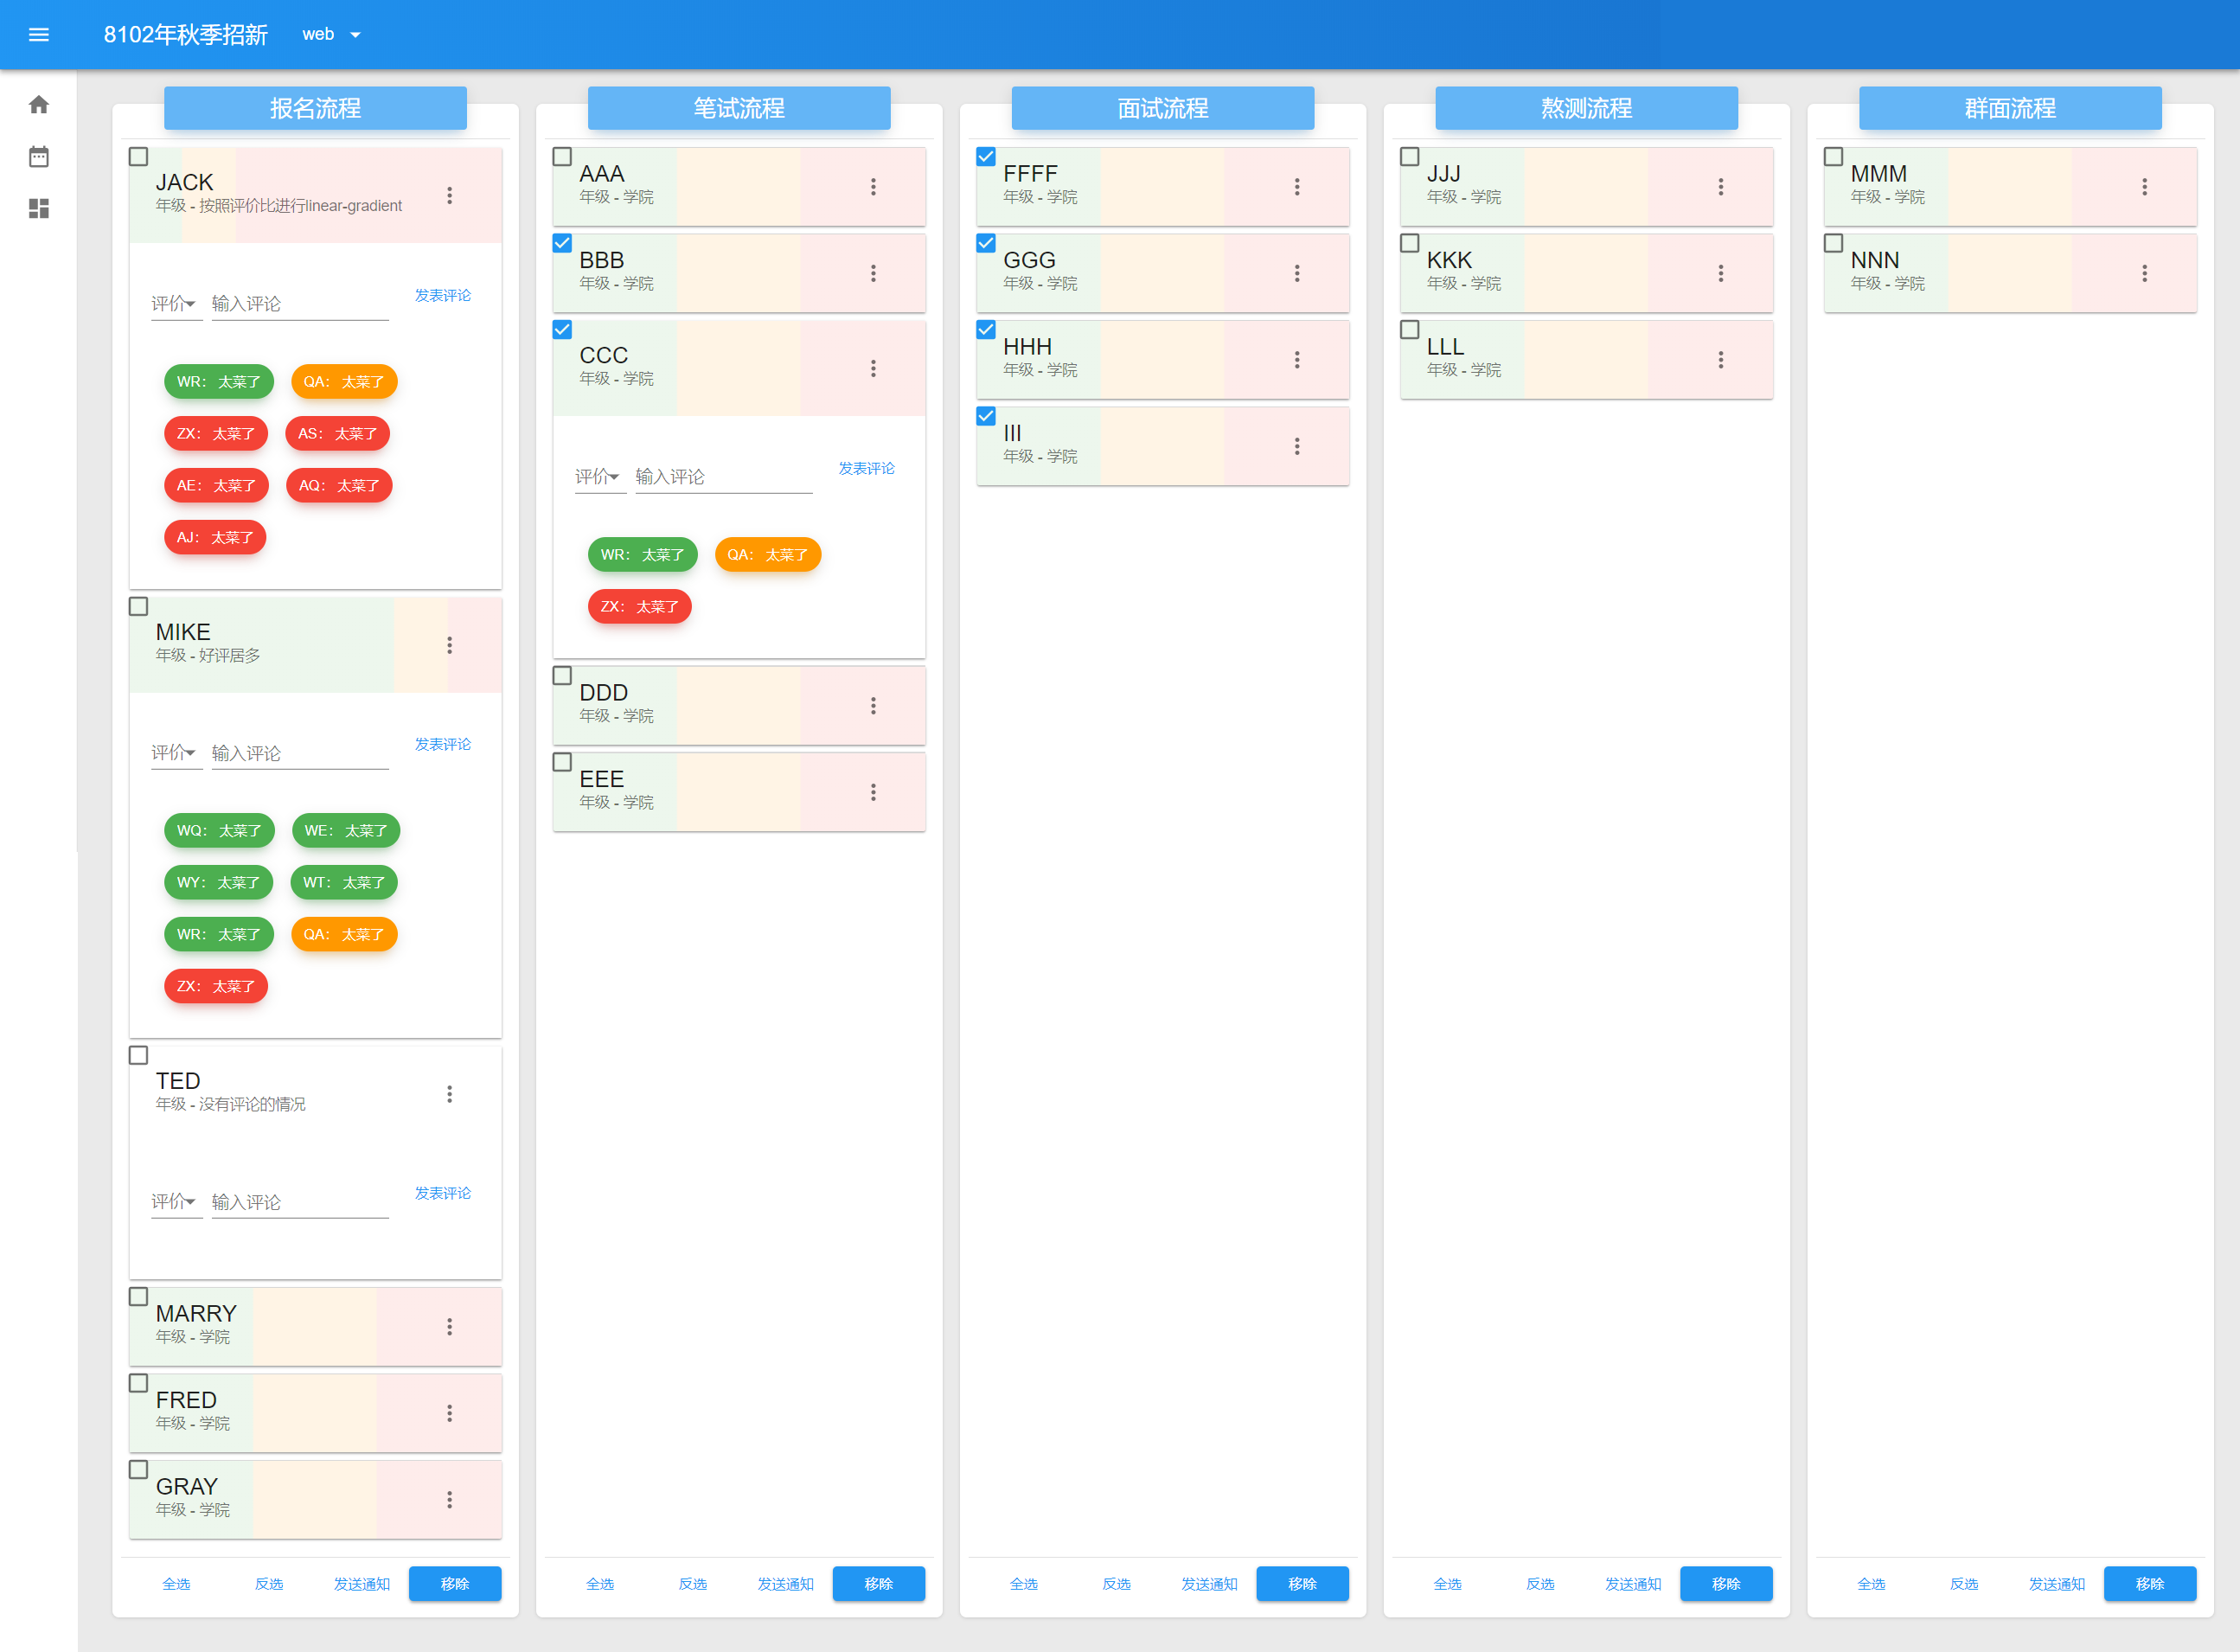 8102年秋季招新 web
报名流程
JACK
年级 - 按照评价比进行linear-gradient
评价 输入评论 发表评论
WR： 太菜了 QA： 太菜了
ZX： 太菜了 AS： 太菜了
AE： 太菜了 AQ： 太菜了
AJ： 太菜了
MIKE
年级 - 好评居多
评价 输入评论 发表评论
WQ： 太菜了 WE： 太菜了
WY： 太菜了 WT： 太菜了
WR： 太菜了 QA： 太菜了
ZX： 太菜了
TED
年级 - 没有评论的情况
评价 输入评论 发表评论
MARRY
年级 - 学院
FRED
年级 - 学院
GRAY
年级 - 学院
全选 反选 发送通知 移除
笔试流程
AAA
年级 - 学院
BBB
年级 - 学院
CCC
年级 - 学院
评价 输入评论 发表评论
WR： 太菜了 QA： 太菜了
ZX： 太菜了
DDD
年级 - 学院
EEE
年级 - 学院
全选 反选 发送通知 移除
面试流程
FFFF
年级 - 学院
GGG
年级 - 学院
HHH
年级 - 学院
III
年级 - 学院
全选 反选 发送通知 移除
熬测流程
JJJ
年级 - 学院
KKK
年级 - 学院
LLL
年级 - 学院
全选 反选 发送通知 移除
群面流程
MMM
年级 - 学院
NNN
年级 - 学院
全选 反选 发送通知 移除